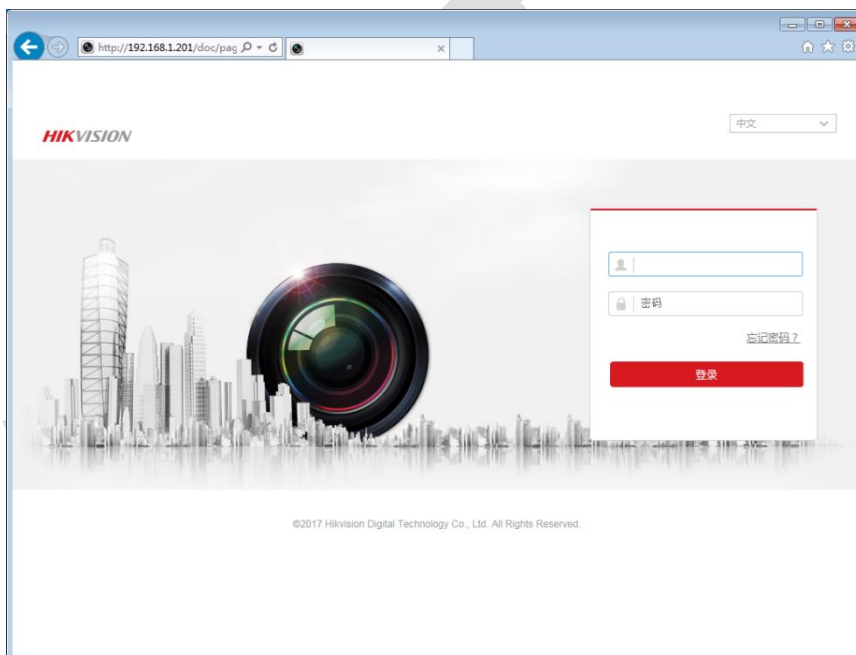 http://192.168.1.201/doc/pag
HIKVISION
中文
密码
忘记密码？
登录
©2017 Hikvision Digital Technology Co., Ltd. All Rights Reserved.